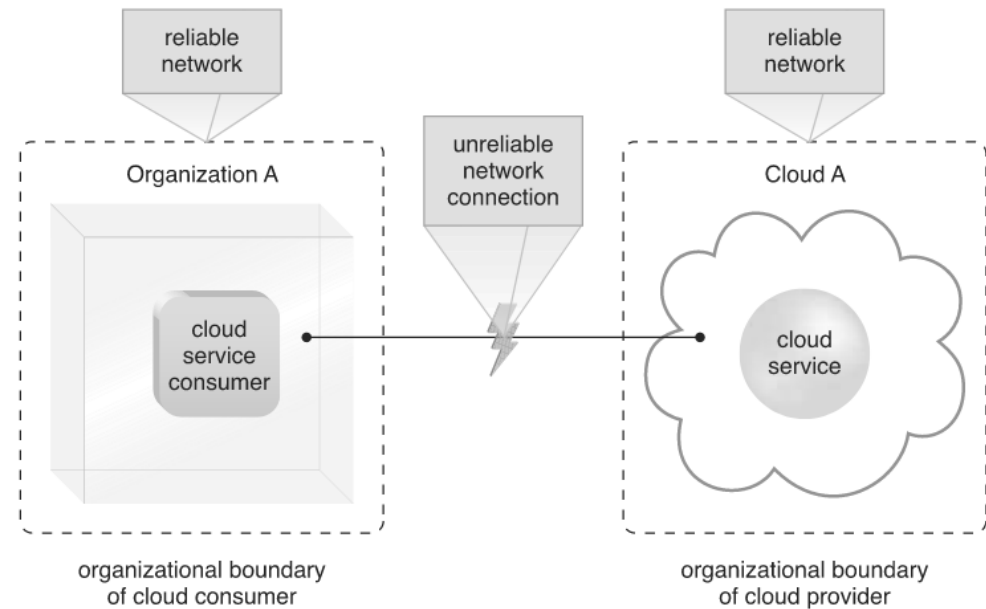 reliable
network
reliable
network
unreliable
network
connection
Organization A
Cloud A
cloud
service
consumer
cloud
service
organizational boundary
of cloud consumer
organizational boundary
of cloud provider